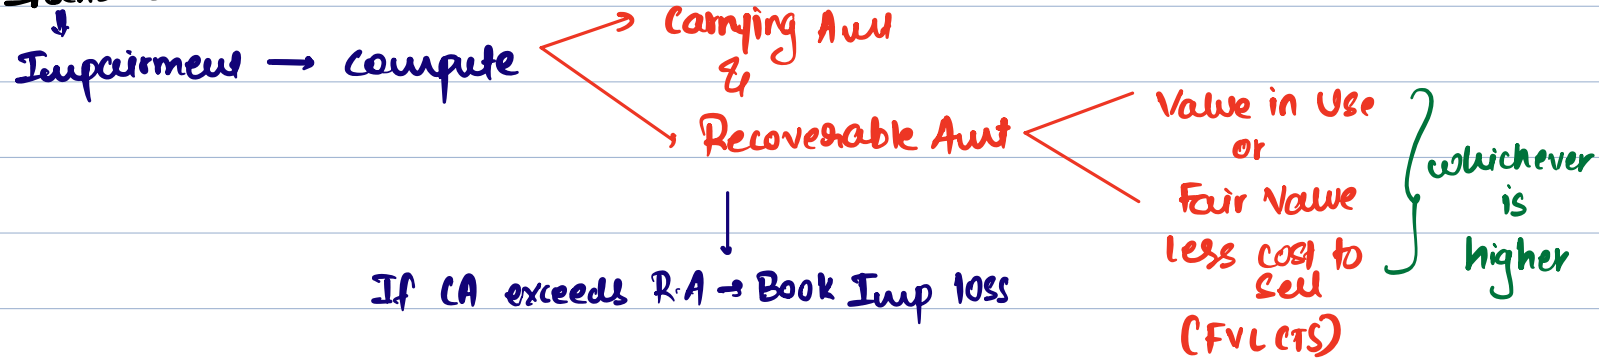 Impairment → compute
Carrying Amt
&
Recoverable Amt
Value in Use
or
Fair Value
less cost to
Sell
(FVLCTS)
whichever
is
higher
If CA exceeds R.A → Book Imp loss